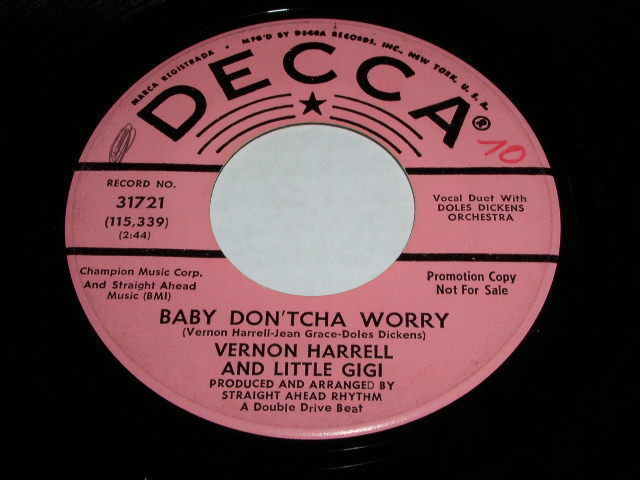 MARCA REGISTRADA · MFG'D BY DECCA RECORDS, INC., NEW YORK, U. S. A.
DECCA®
10
RECORD NO.
31721
(115,339)
(2:44)
Vocal Duet With
DOLES DICKENS
ORCHESTRA
Champion Music Corp.
And Straight Ahead
Music (BMI)
Promotion Copy
Not For Sale
BABY DON'TCHA WORRY
(Vernon Harrell-Jean Grace-Doles Dickens)
VERNON HARRELL
AND LITTLE GIGI
PRODUCED AND ARRANGED BY
STRAIGHT AHEAD RHYTHM
A Double Drive Beat